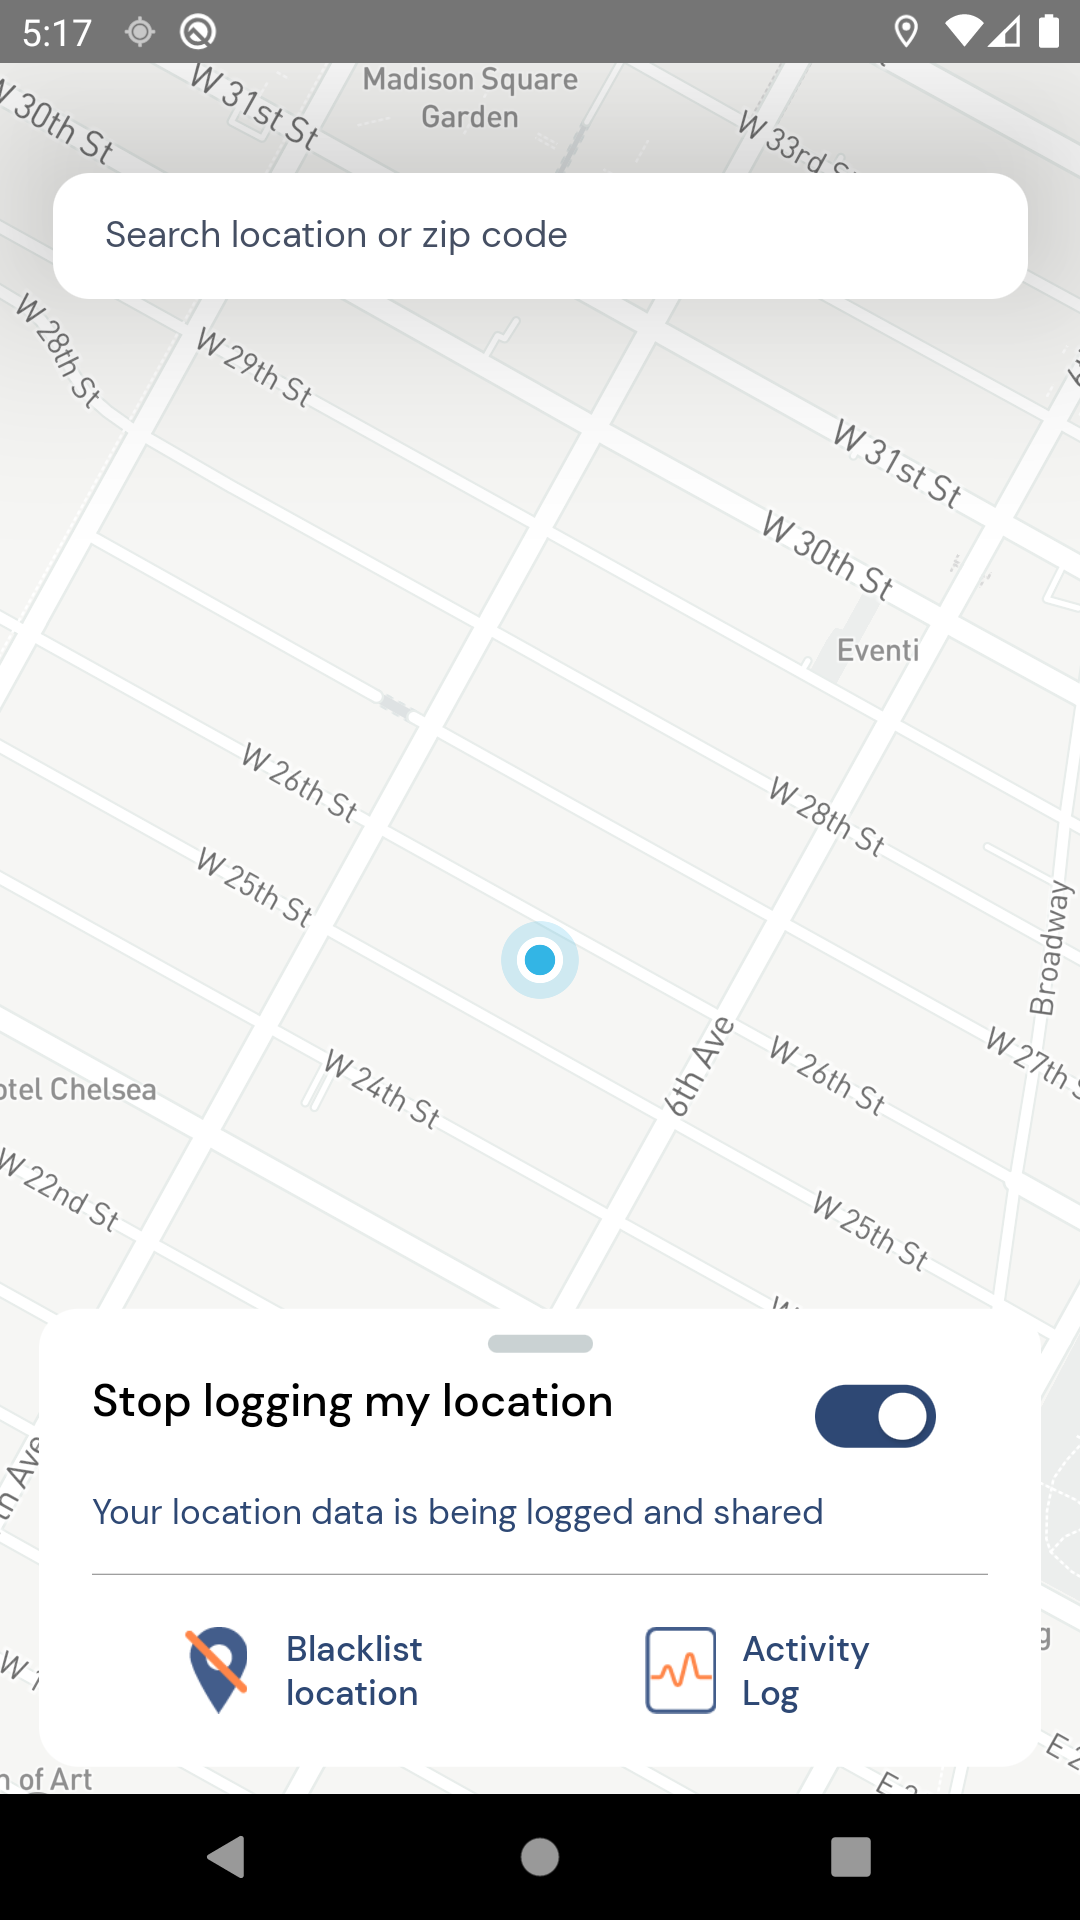 5:17
Madison Square
Garden
W 31st St
W 30th St
W 33rd
Search location or zip code
W 28th St
W 29th St
W 31st St
W 30th St
Eventi
W 26th St
W 28th St
W 25th St
Broadway
6th Ave
W 26th St
W 27th
W 24th St
otel Chelsea
W 22nd St
W 25th St
Stop logging my location
Your location data is being logged and shared
Blacklist
location
Activity
Log
Ave
of Art